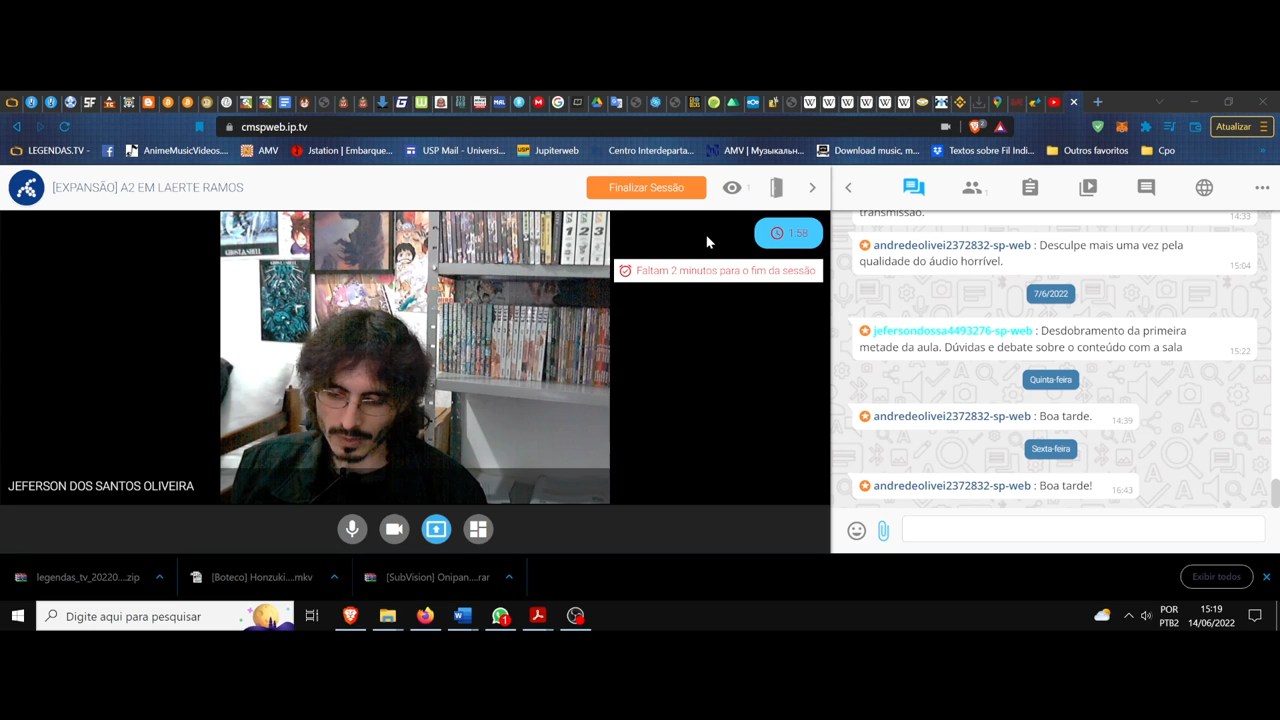 cmspweb.ip.tv
Atualizar
LEGENDAS.TV -
AnimeMusicVideos...
AMV
Jstation | Embarque...
USP Mail - Universi...
Jupiterweb
Centro Interdeparta...
AMV | Музыкальн...
Download music, m...
Textos sobre Fil Indi...
Outros favoritos
Cpo
[EXPANSÃO] A2 EM LAERTE RAMOS
Finalizar Sessão
1
1
transmissão.
14:33
1:58
Faltam 2 minutos para o fim da sessão
andredeolivei2372832-sp-web : Desculpe mais uma vez pela
qualidade do áudio horrível.
15:04
7/6/2022
jefersondossa4493276-sp-web : Desdobramento da primeira
metade da aula. Dúvidas e debate sobre o conteúdo com a sala
15:22
Quinta-feira
andredeolivei2372832-sp-web : Boa tarde.
14:39
Sexta-feira
andredeolivei2372832-sp-web : Boa tarde!
16:43
JEFERSON DOS SANTOS OLIVEIRA
legendas_tv_20220....zip
[Boteco] Honzuki....mkv
[SubVision] Onipan....rar
Exibir todos
Digite aqui para pesquisar
POR
PTB2
15:19
14/06/2022